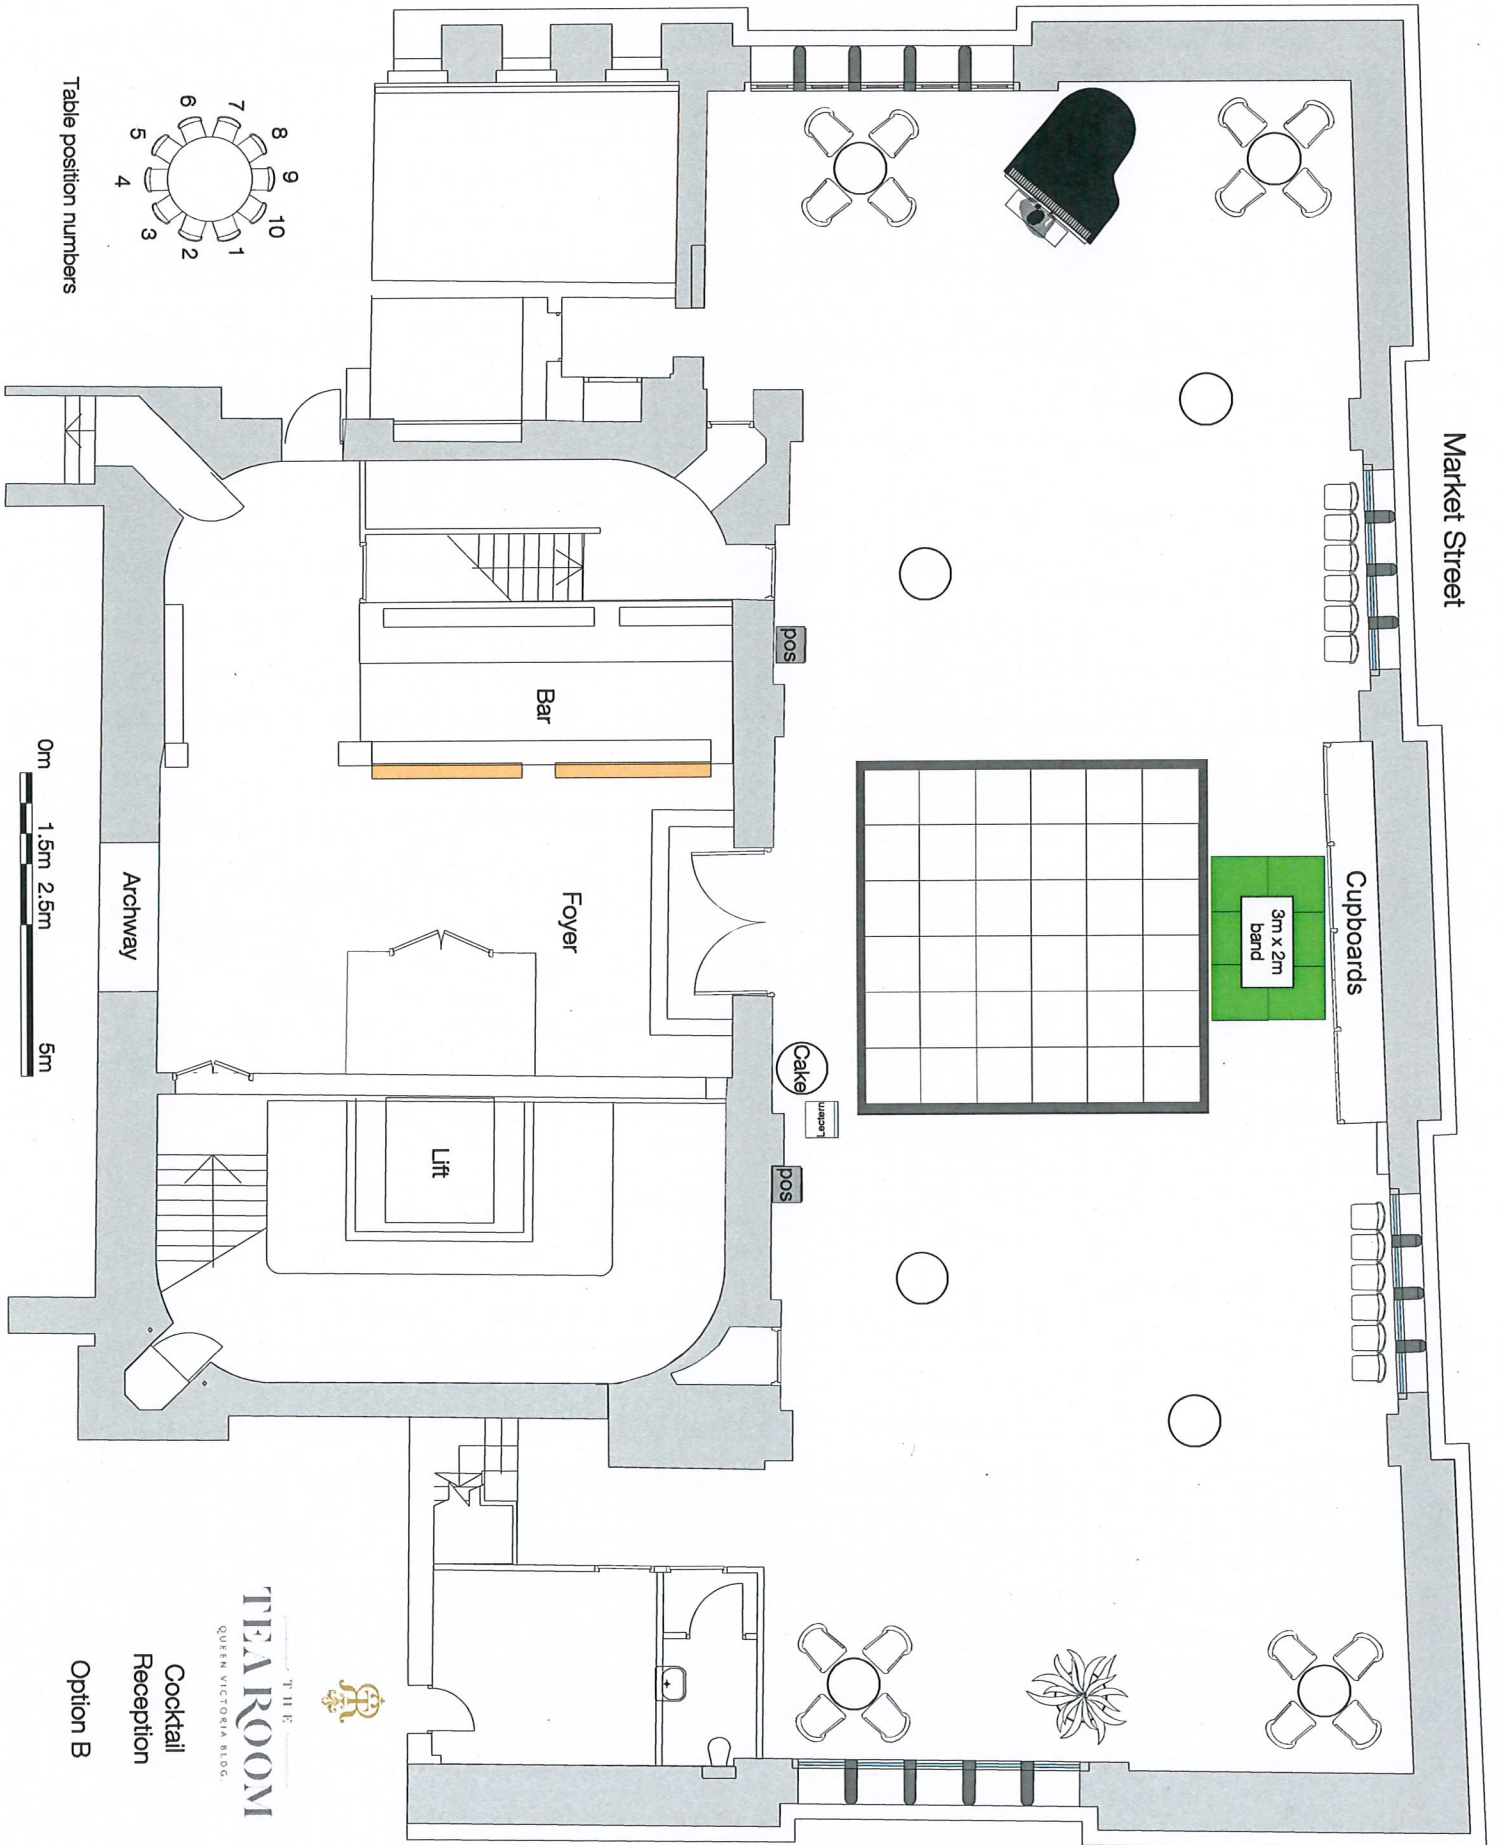 Market Street
Cupboards
3m x 2m
band
pos
Bar
Foyer
Cake
Lectern
pos
Lift
Archway
0m 1.5m 2.5m 5m
Table position numbers
1
2
3
4
5
6
7
8
9
10
THE
TEA ROOM
QUEEN VICTORIA BLDG.
Cocktail
Reception
Option B